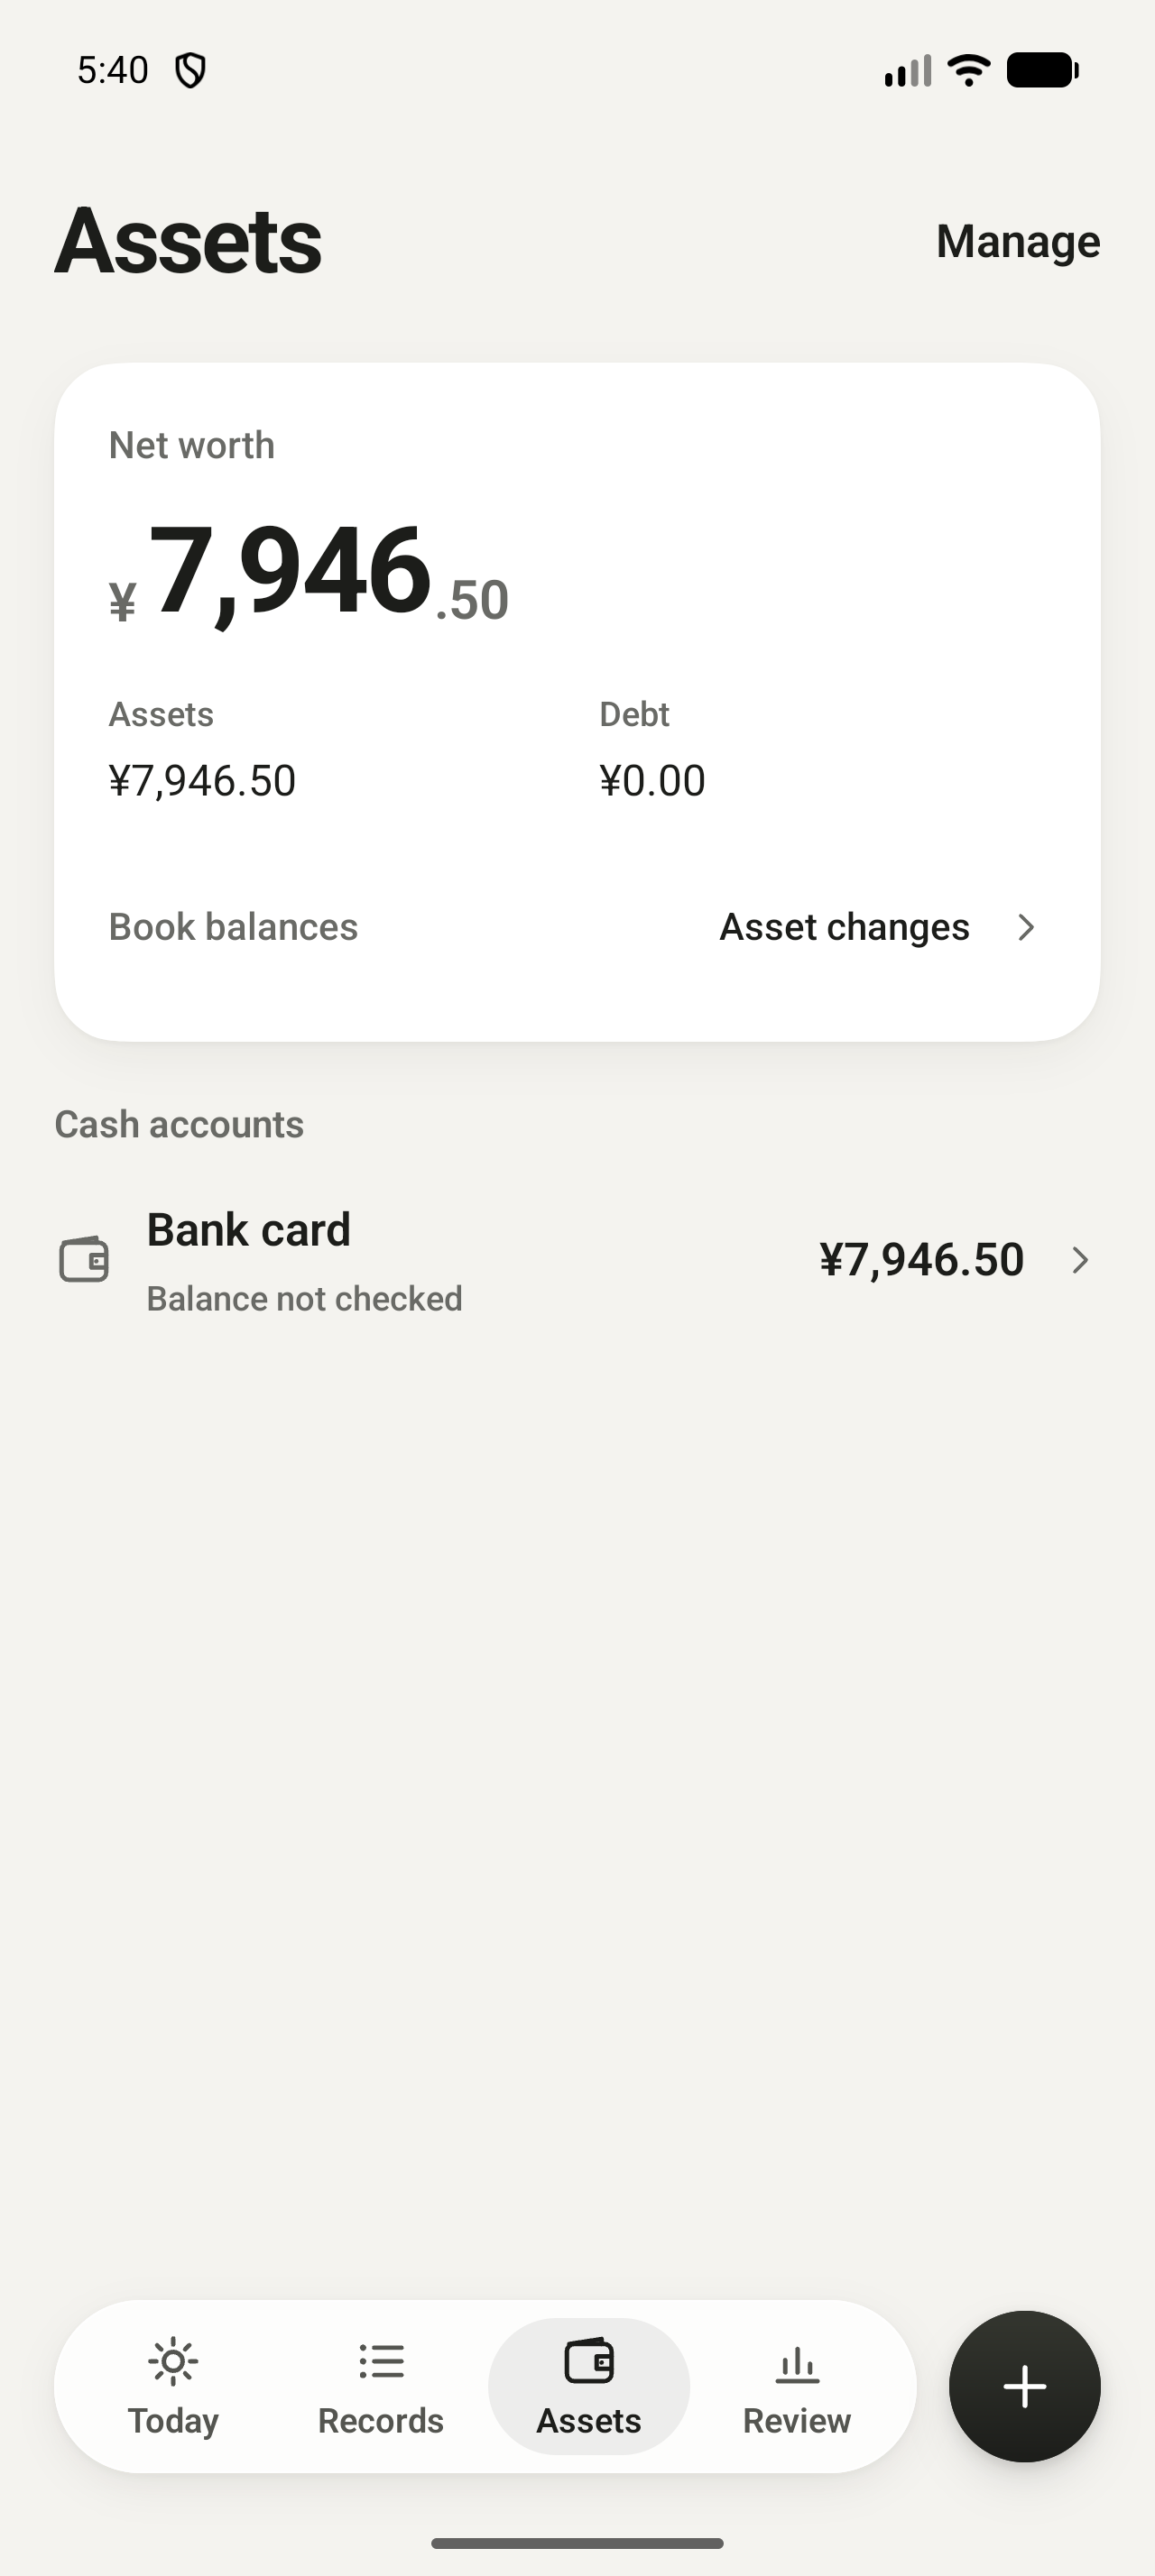 5:40
Assets
Manage
Net worth
¥7,946.50
Assets
Debt
¥7,946.50
¥0.00
Book balances
Asset changes
Cash accounts
Bank card
Balance not checked
¥7,946.50
Today
Records
Assets
Review